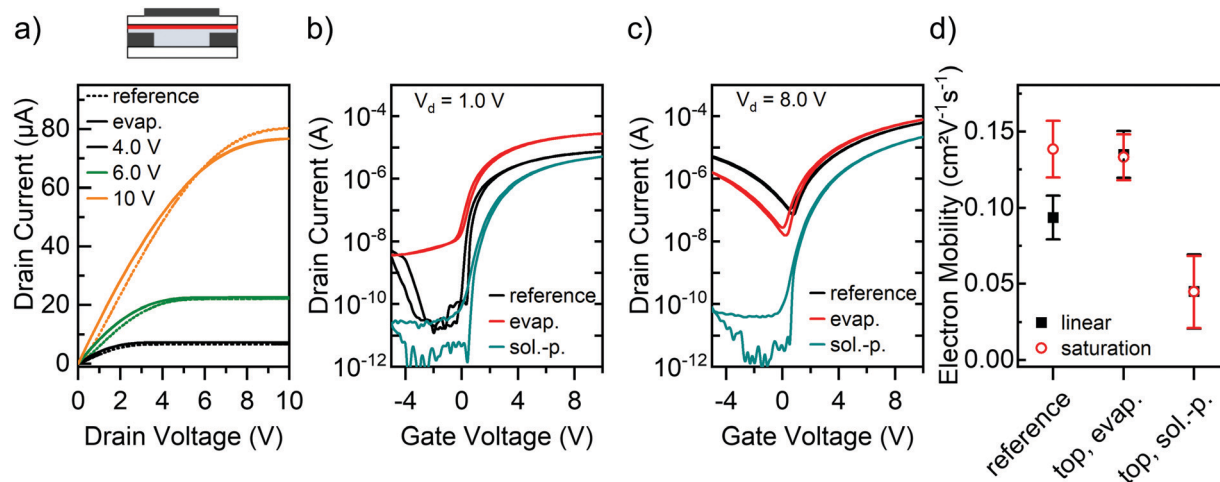 a)
Drain Current (µA)
80
60
40
20
0
reference
evap.
4.0 V
6.0 V
10 V
0 2 4 6 8 10
Drain Voltage (V)
b)
V_d = 1.0 V
Drain Current (A)
10⁻⁴
10⁻⁶
10⁻⁸
10⁻¹⁰
10⁻¹²
reference
evap.
sol.-p.
-4 0 4 8
Gate Voltage (V)
c)
V_d = 8.0 V
Drain Current (A)
10⁻⁴
10⁻⁶
10⁻⁸
10⁻¹⁰
10⁻¹²
reference
evap.
sol.-p.
-4 0 4 8
Gate Voltage (V)
d)
Electron Mobility (cm²V⁻¹s⁻¹)
0.15
0.10
0.05
0.00
linear
saturation
reference
top, evap.
top, sol.-p.